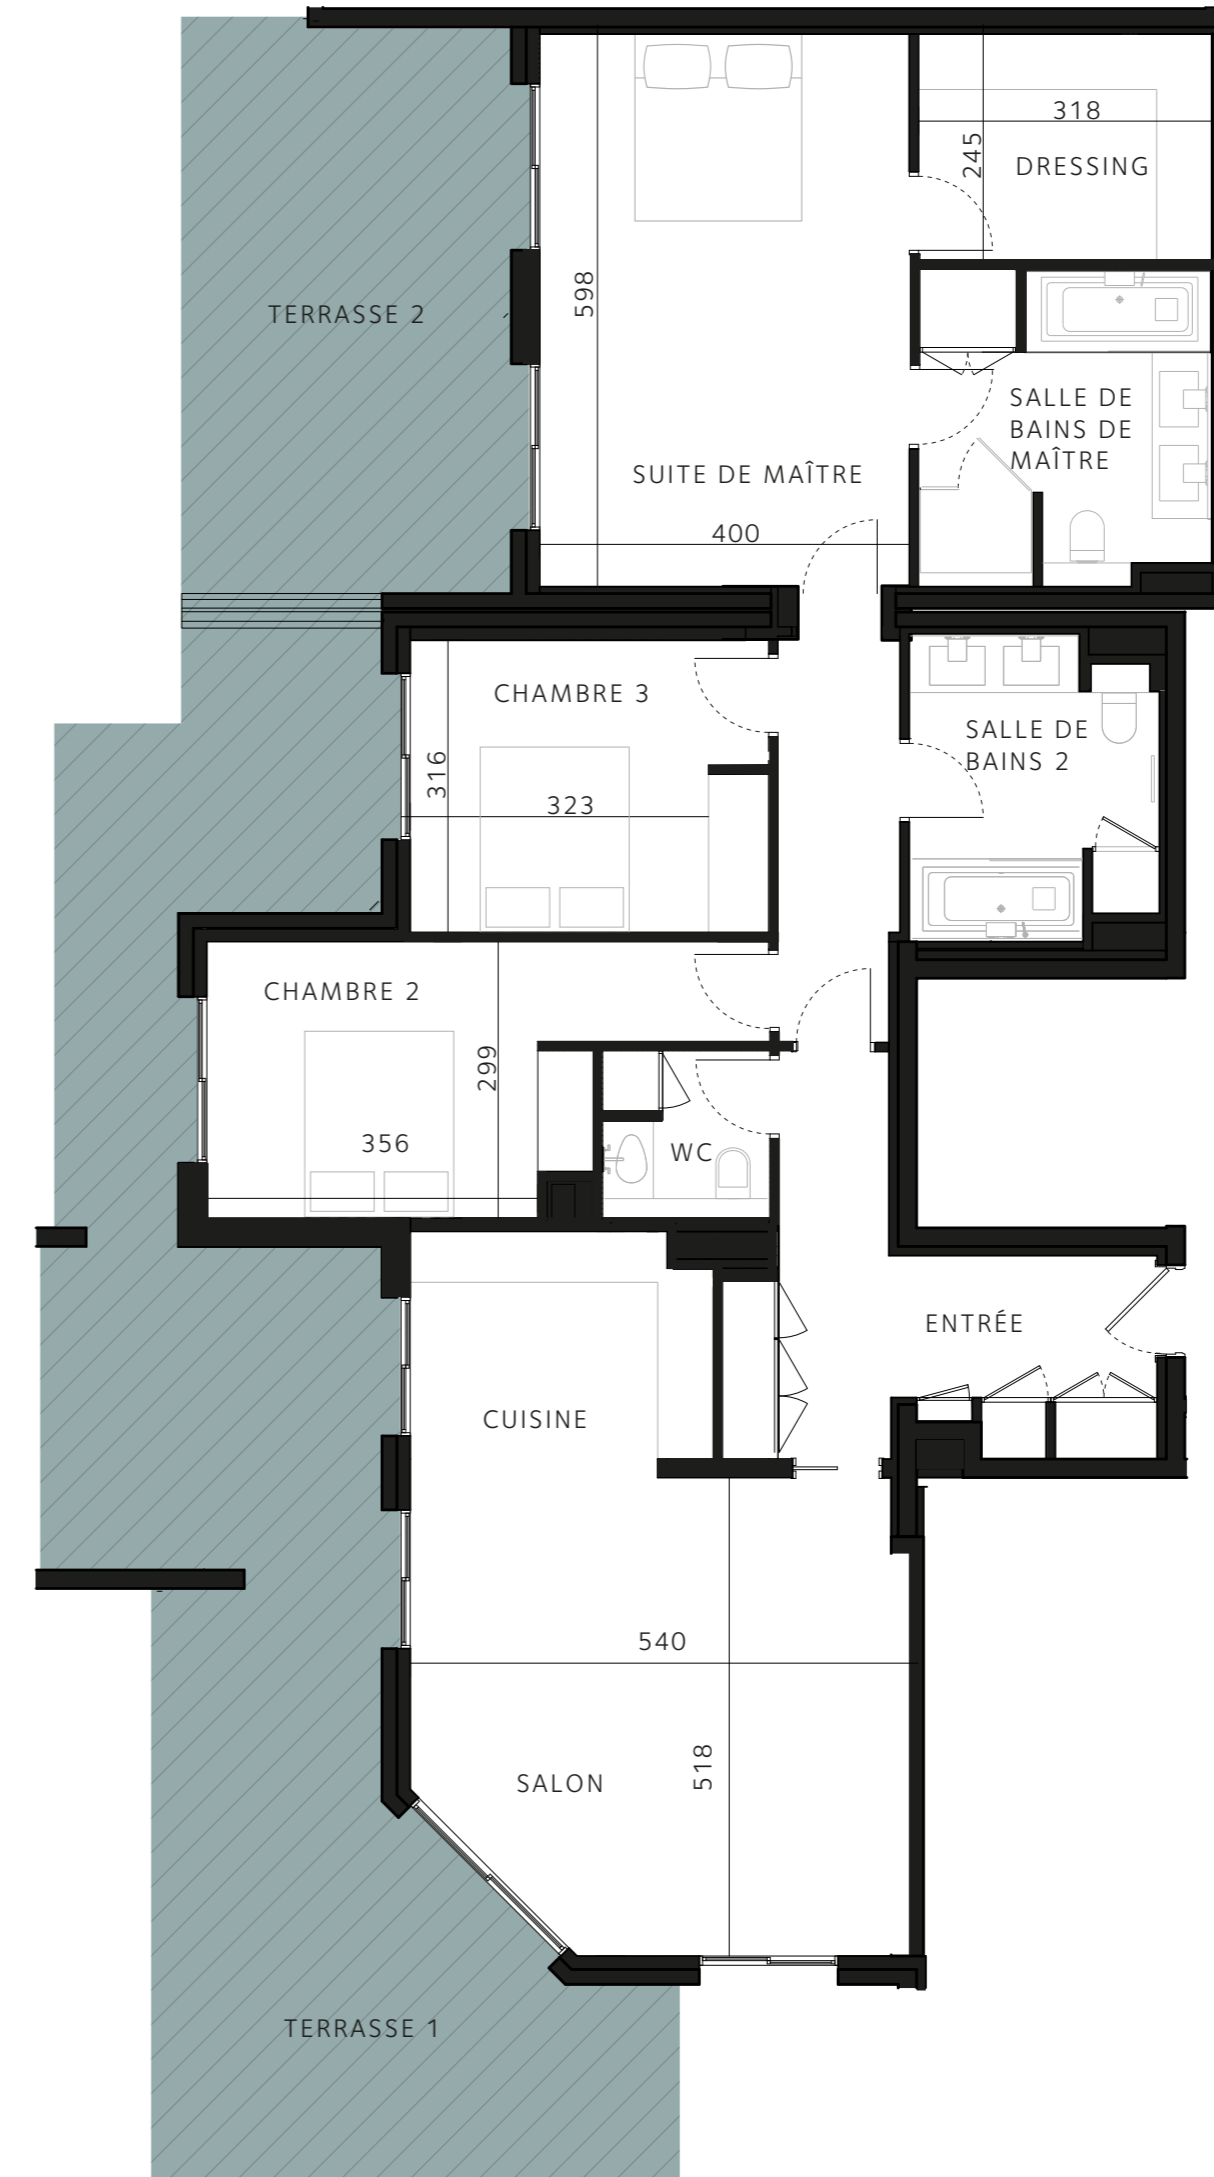 318
245
DRESSING
598
TERRASSE 2
SALLE DE
BAINS DE
MAÎTRE
SUITE DE MAÎTRE
400
CHAMBRE 3
SALLE DE
BAINS 2
316
323
CHAMBRE 2
299
356
WC
ENTRÉE
CUISINE
540
518
SALON
TERRASSE 1